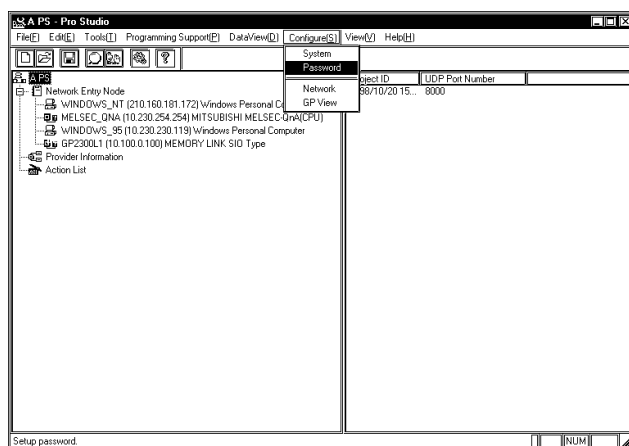 A PS - Pro Studio
File(F) Edit(E) Tools(T) Programming Support(P) DataView(D) Configure(S) View(V) Help(H)
System
Password
Network
GP View
A PS
Network Entry Node
WINDOWS_NT (210.160.181.172) Windows Personal Co
MELSEC_QNA (10.230.254.254) MITSUBISHI MELSEC-QnA(CPU)
WINDOWS_95 (10.230.230.119) Windows Personal Computer
GP2300L1 (10.100.0.100) MEMORY LINK SIO Type
Provider Information
Action List
oject ID UDP Port Number
98/10/20 15... 8000
Setup password. NUM